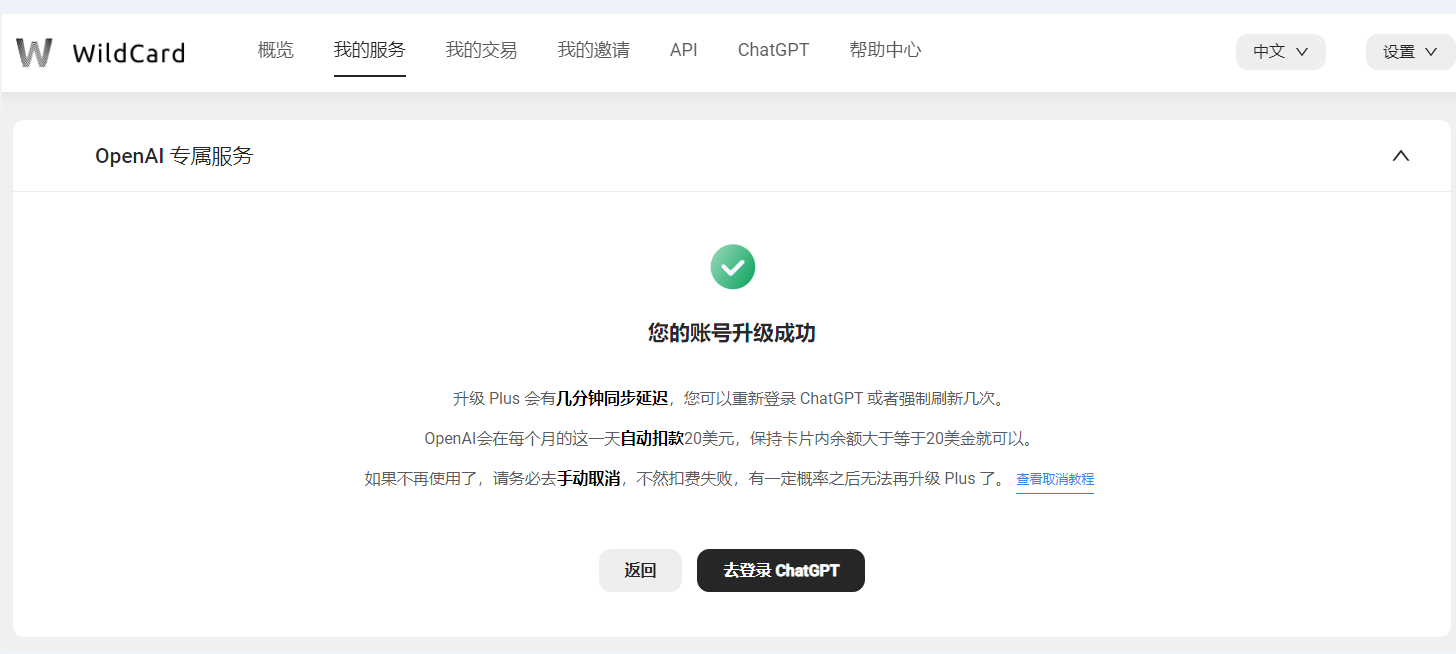 WildCard 概览 我的服务 我的交易 我的邀请 API ChatGPT 帮助中心 中文 设置
OpenAI 专属服务
您的账号升级成功
升级 Plus 会有几分钟同步延迟，您可以重新登录 ChatGPT 或者强制刷新几次。
OpenAI会在每个月的这一天自动扣款20美元，保持卡片内余额大于等于20美金就可以。
如果不再使用了，请务必去手动取消，不然扣费失败，有一定概率之后无法再升级 Plus 了。 查看取消教程
返回 去登录 ChatGPT